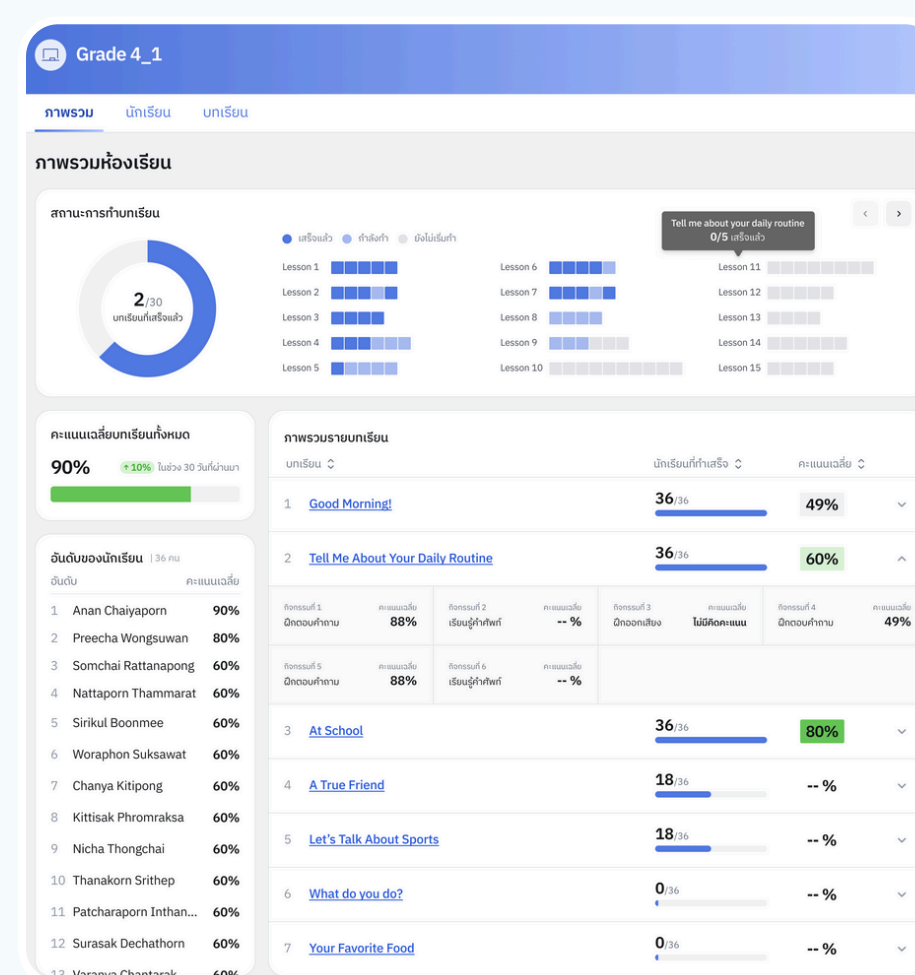 Grade 4_1
ภาพรวม นักเรียน บทเรียน
ภาพรวมห้องเรียน
สถานะการทำบทเรียน
2/30
บทเรียนที่เสร็จแล้ว
เสร็จแล้ว กำลังทำ ยังไม่เริ่มทำ
Lesson 1
Lesson 2
Lesson 3
Lesson 4
Lesson 5
Lesson 6
Lesson 7
Lesson 8
Lesson 9
Lesson 10
Tell me about your daily routine
0/5 เสร็จแล้ว
Lesson 11
Lesson 12
Lesson 13
Lesson 14
Lesson 15
คะแนนเฉลี่ยบทเรียนทั้งหมด
90% ↑10% ในช่วง 30 วันที่ผ่านมา
อันดับของนักเรียน | 36 คน
อันดับ คะแนนเฉลี่ย
1 Anan Chaiyaporn 90%
2 Preecha Wongsuwan 80%
3 Somchai Rattanapong 60%
4 Nattaporn Thammarat 60%
5 Sirikul Boonmee 60%
6 Woraphon Suksawat 60%
7 Chanya Kitipong 60%
8 Kittisak Phromraksa 60%
9 Nicha Thongchai 60%
10 Thanakorn Srithep 60%
11 Patcharaporn Inthan... 60%
12 Surasak Dechathorn 60%
13 Varanya Chantarak 60%
ภาพรวมรายบทเรียน
บทเรียน นักเรียนที่ทำเสร็จ คะแนนเฉลี่ย
1 Good Morning! 36/36 49%
2 Tell Me About Your Daily Routine 36/36 60%
กิจกรรมที่ 1 คะแนนเฉลี่ย
ฝึกตอบคำถาม 88%
กิจกรรมที่ 2 คะแนนเฉลี่ย
เรียนรู้คำศัพท์ -- %
กิจกรรมที่ 3 คะแนนเฉลี่ย
ฝึกออกเสียง ไม่มีคิดคะแนน
กิจกรรมที่ 4 คะแนนเฉลี่ย
ฝึกตอบคำถาม 49%
กิจกรรมที่ 5 คะแนนเฉลี่ย
ฝึกตอบคำถาม 88%
กิจกรรมที่ 6 คะแนนเฉลี่ย
เรียนรู้คำศัพท์ -- %
3 At School 36/36 80%
4 A True Friend 18/36 -- %
5 Let's Talk About Sports 18/36 -- %
6 What do you do? 0/36 -- %
7 Your Favorite Food 0/36 -- %